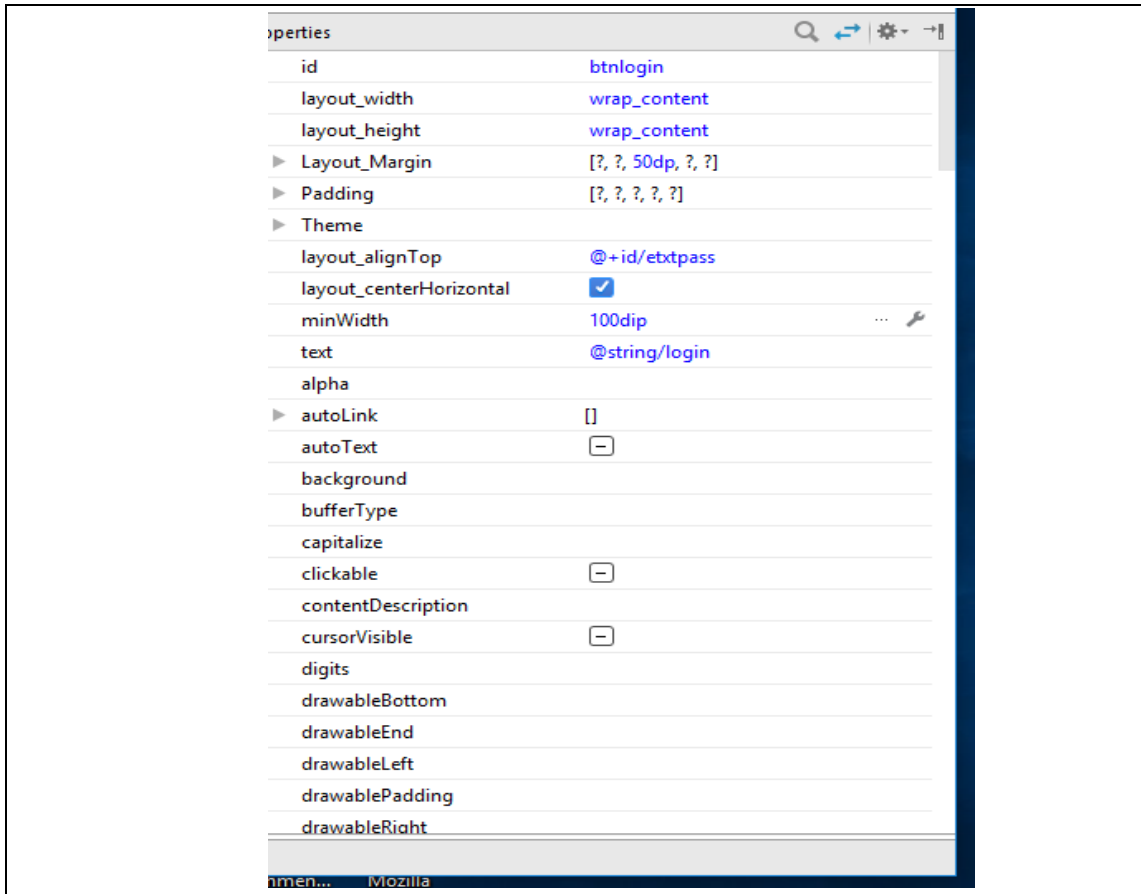 operties
id btnlogin
layout_width wrap_content
layout_height wrap_content
Layout_Margin [?, ?, 50dp, ?, ?]
Padding [?, ?, ?, ?, ?]
Theme
layout_alignTop @+id/etxtpass
layout_centerHorizontal
minWidth 100dip ...
text @string/login
alpha
autoLink []
autoText
background
bufferType
capitalize
clickable
contentDescription
cursorVisible
digits
drawableBottom
drawableEnd
drawableLeft
drawablePadding
drawableRight
nmen... Mozilla